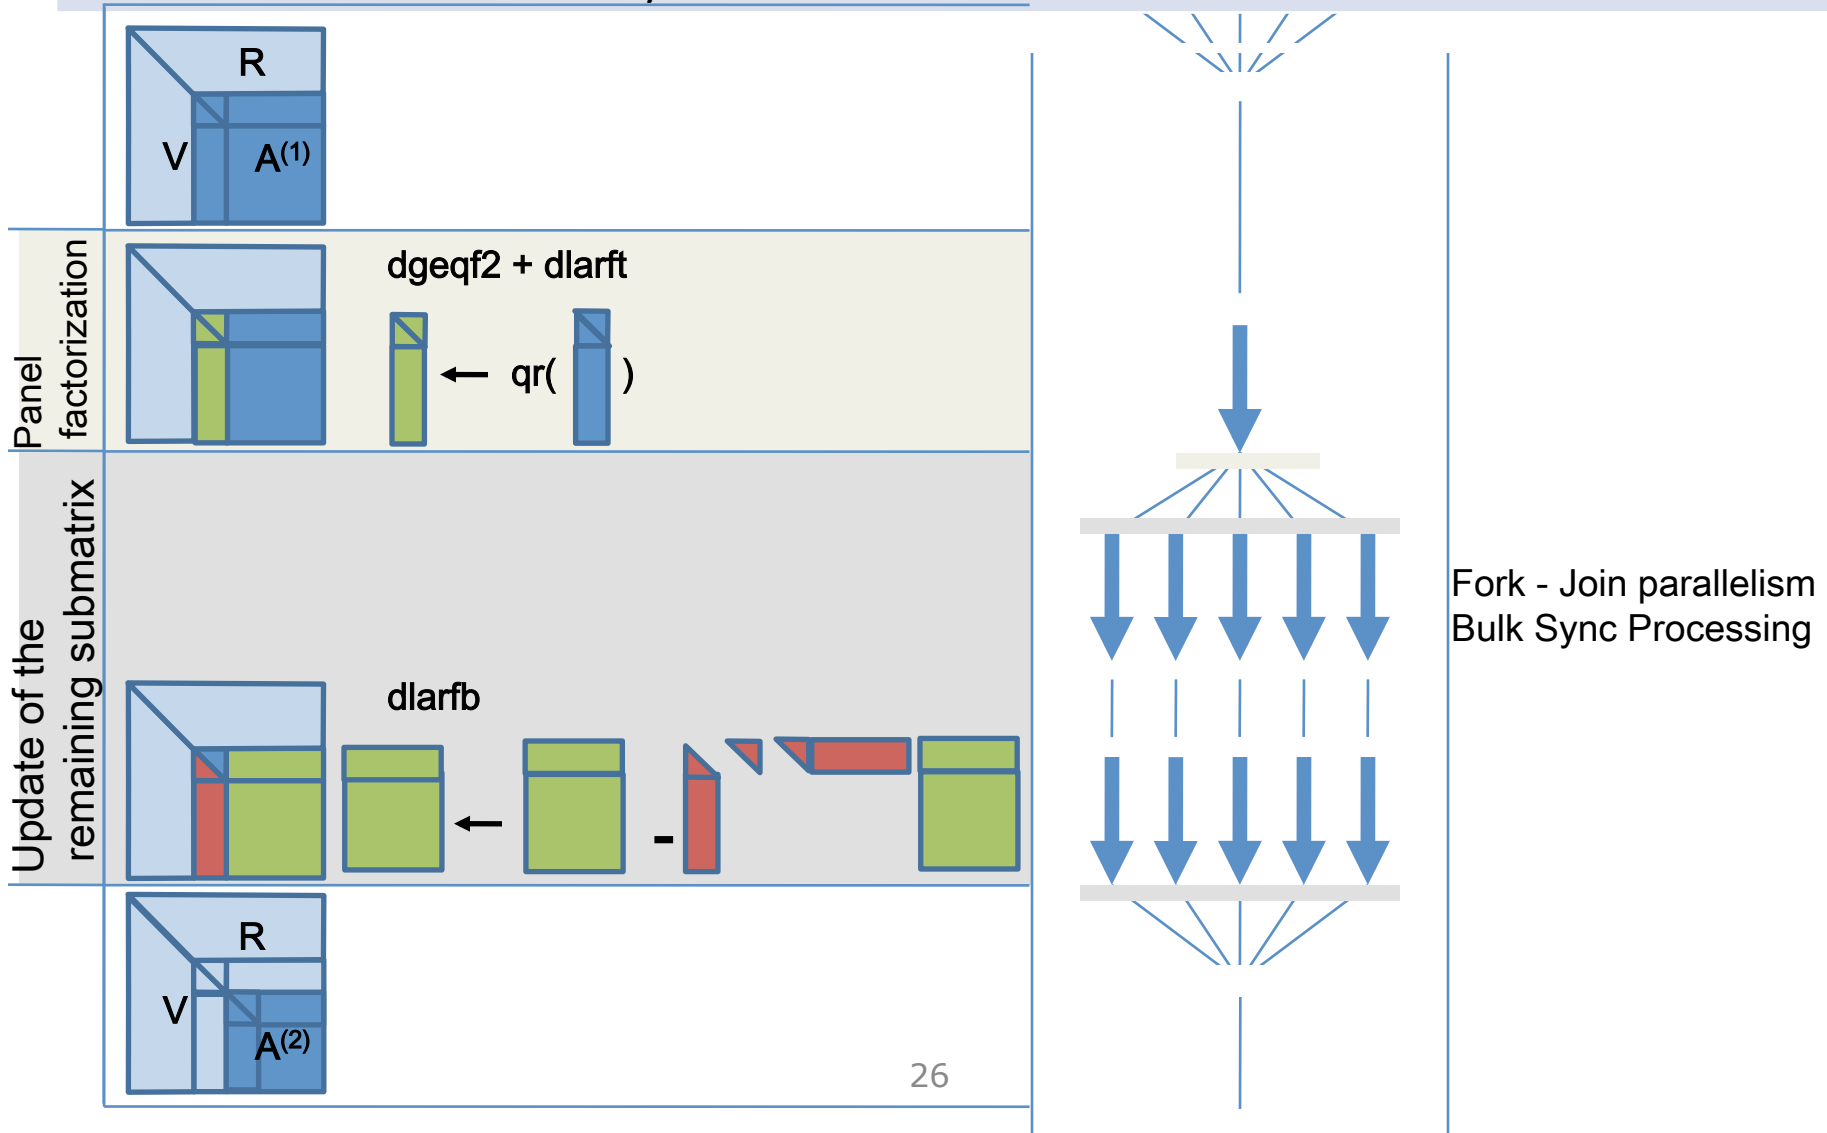 R
V
A(1)
Panel
factorization
dgeqf2 + dlarft
qr( )
Update of the
remaining submatrix
dlarfb
-
Fork - Join parallelism
Bulk Sync Processing
R
V
A(2)
26